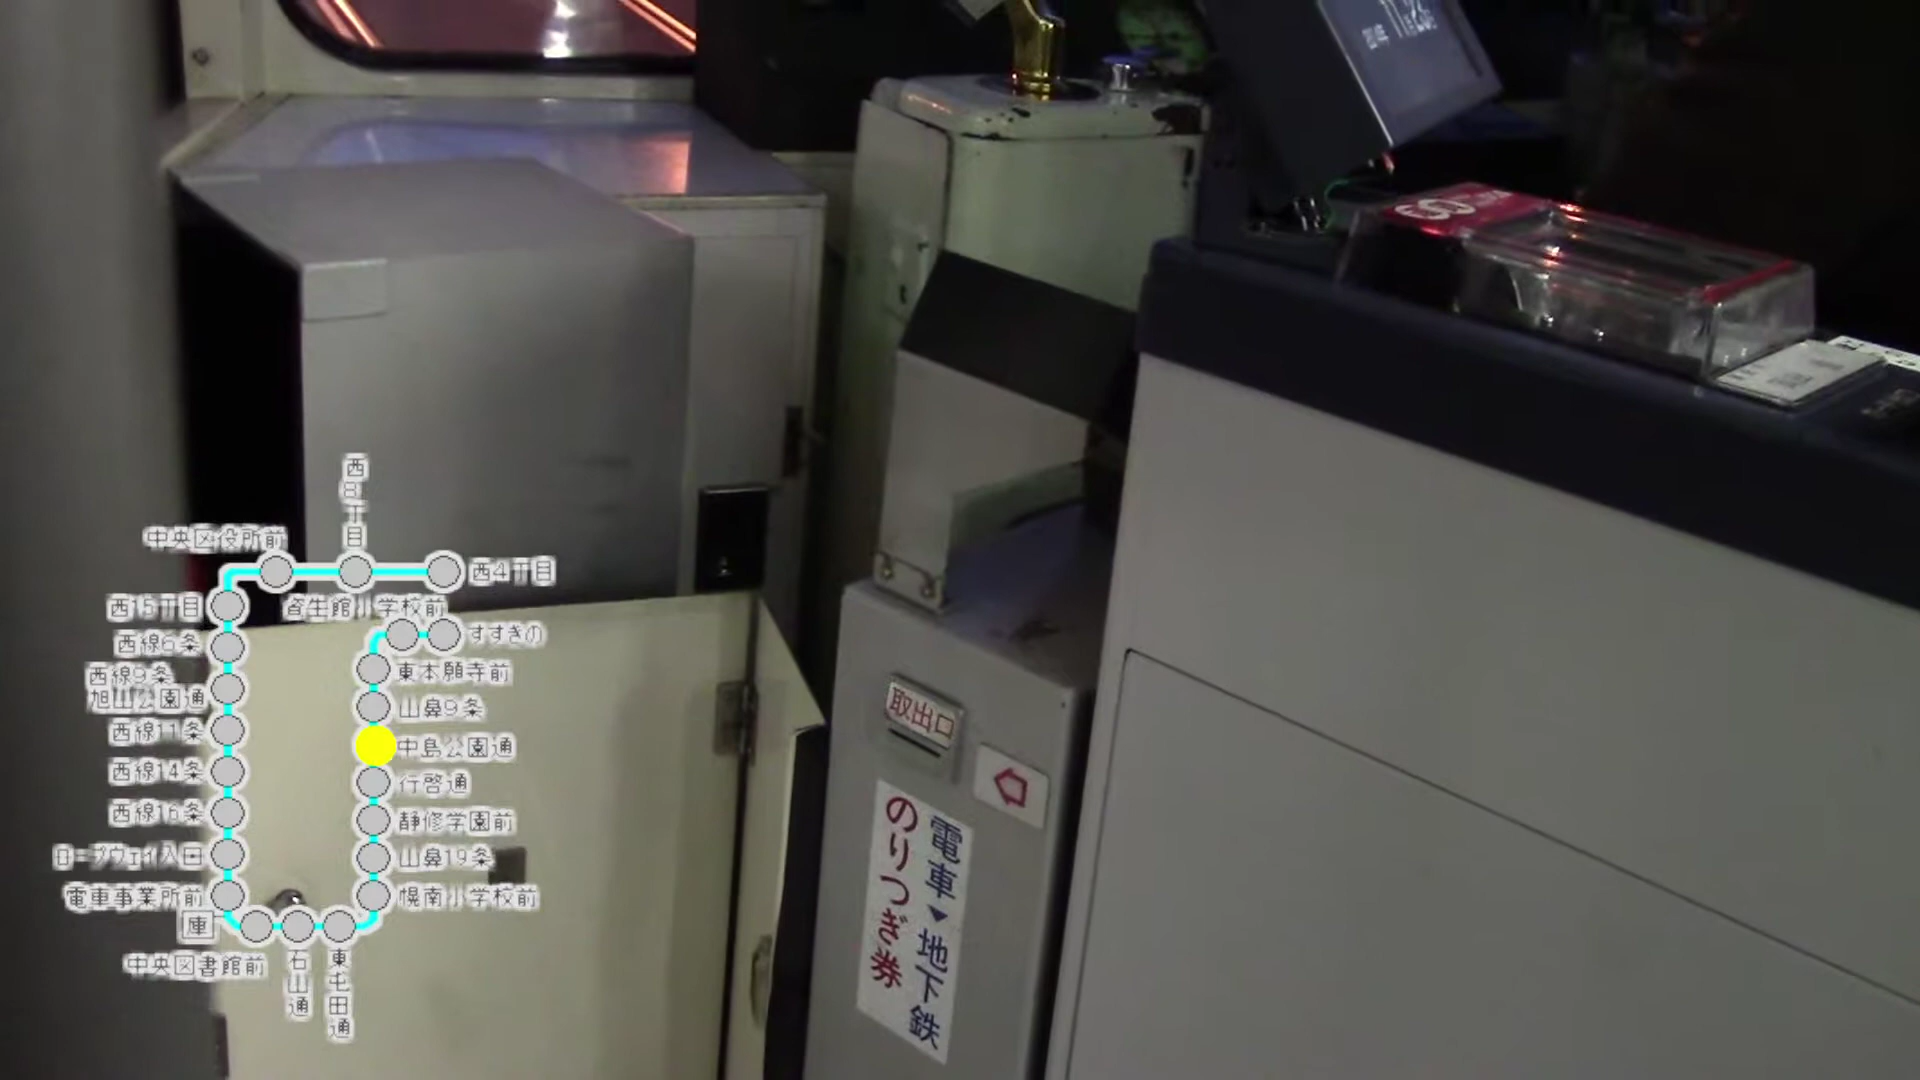 西8丁目
中央区役所前
西4丁目
西15丁目
資生館小学校前
すすきの
西線6条
東本願寺前
西線9条
旭山公園通
山鼻9条
西線11条
中島公園通
西線14条
行啓通
西線16条
静修学園前
ロープウェイ入口
山鼻19条
電車事業所前
幌南小学校前
庫
中央図書館前
石山通
東屯田通
取出口
電車▼地下鉄
のりつぎ券
60